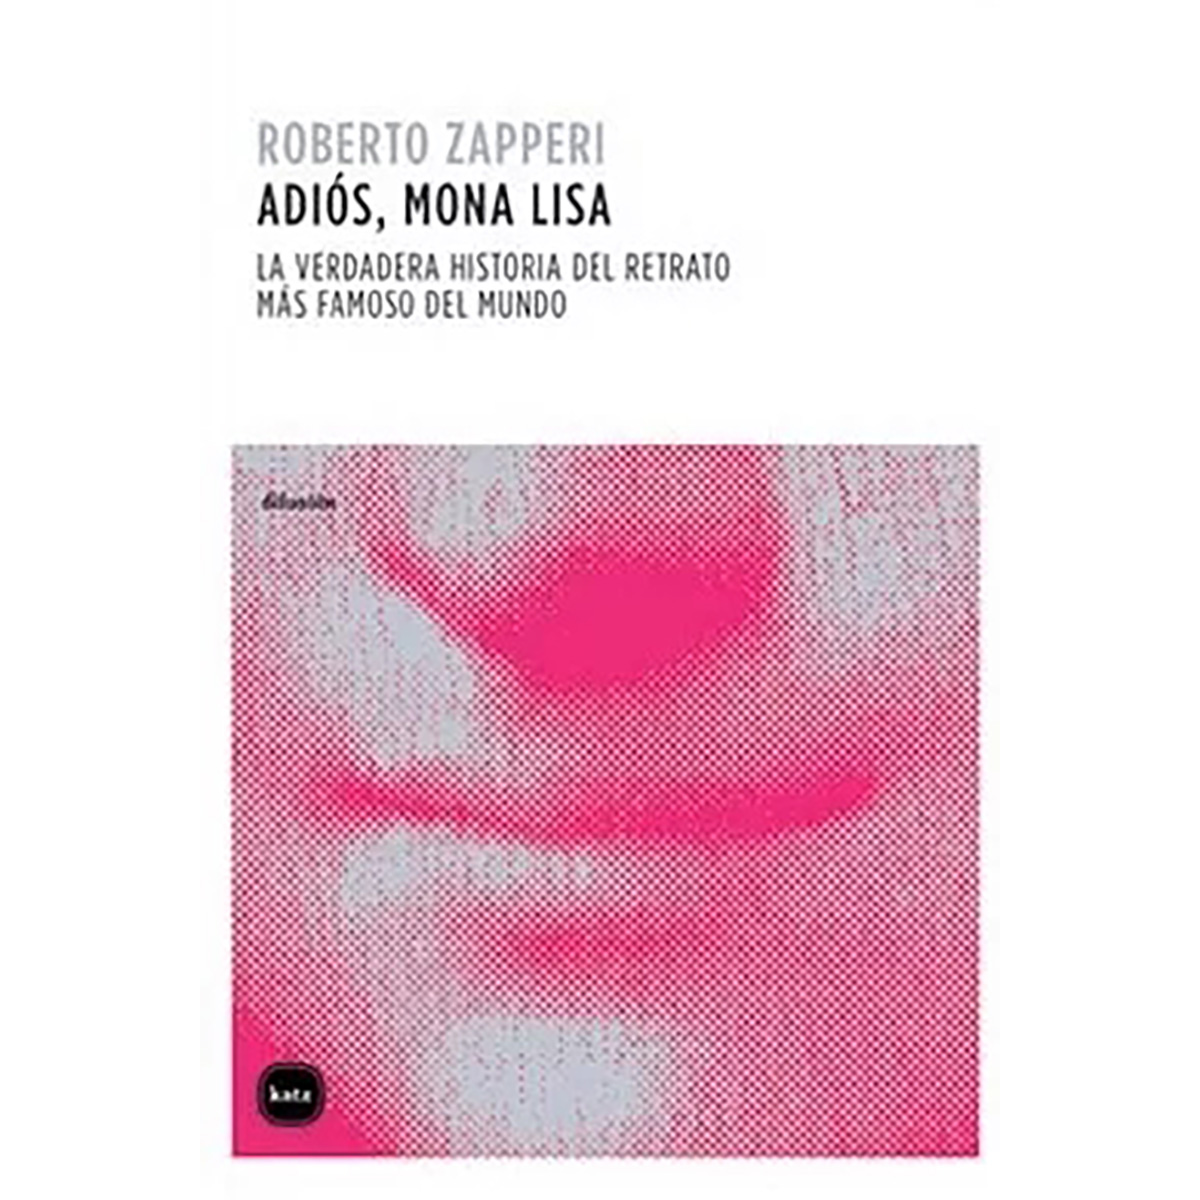 ROBERTO ZAPPERI
ADIÓS, MONA LISA
LA VERDADERA HISTORIA DEL RETRATO
MÁS FAMOSO DEL MUNDO
difusión
katz